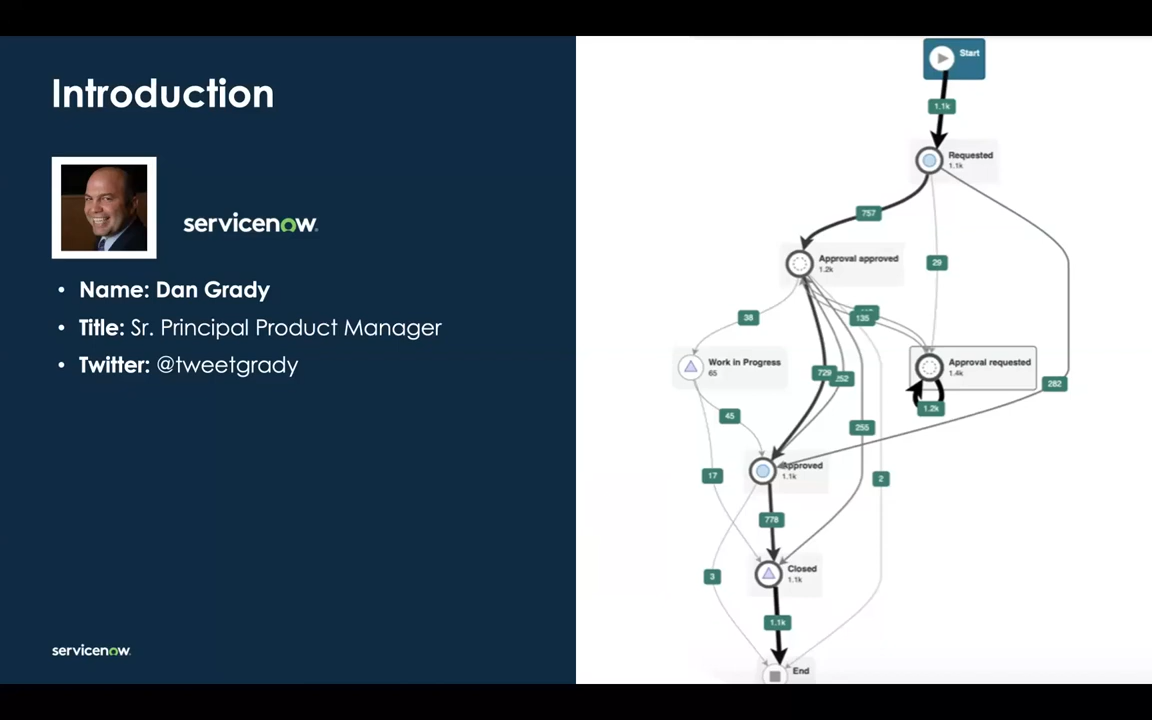 Introduction
servicenow
• Name: Dan Grady
• Title: Sr. Principal Product Manager
• Twitter: @tweetgrady
servicenow
Start
1.1k
Requested
1.1k
757
Approval approved
1.2k
29
38
135
Work in Progress
65
Approval requested
1.4k
729
252
282
1.2k
45
255
Approved
1.1k
17
2
778
Closed
1.1k
3
1.1k
End